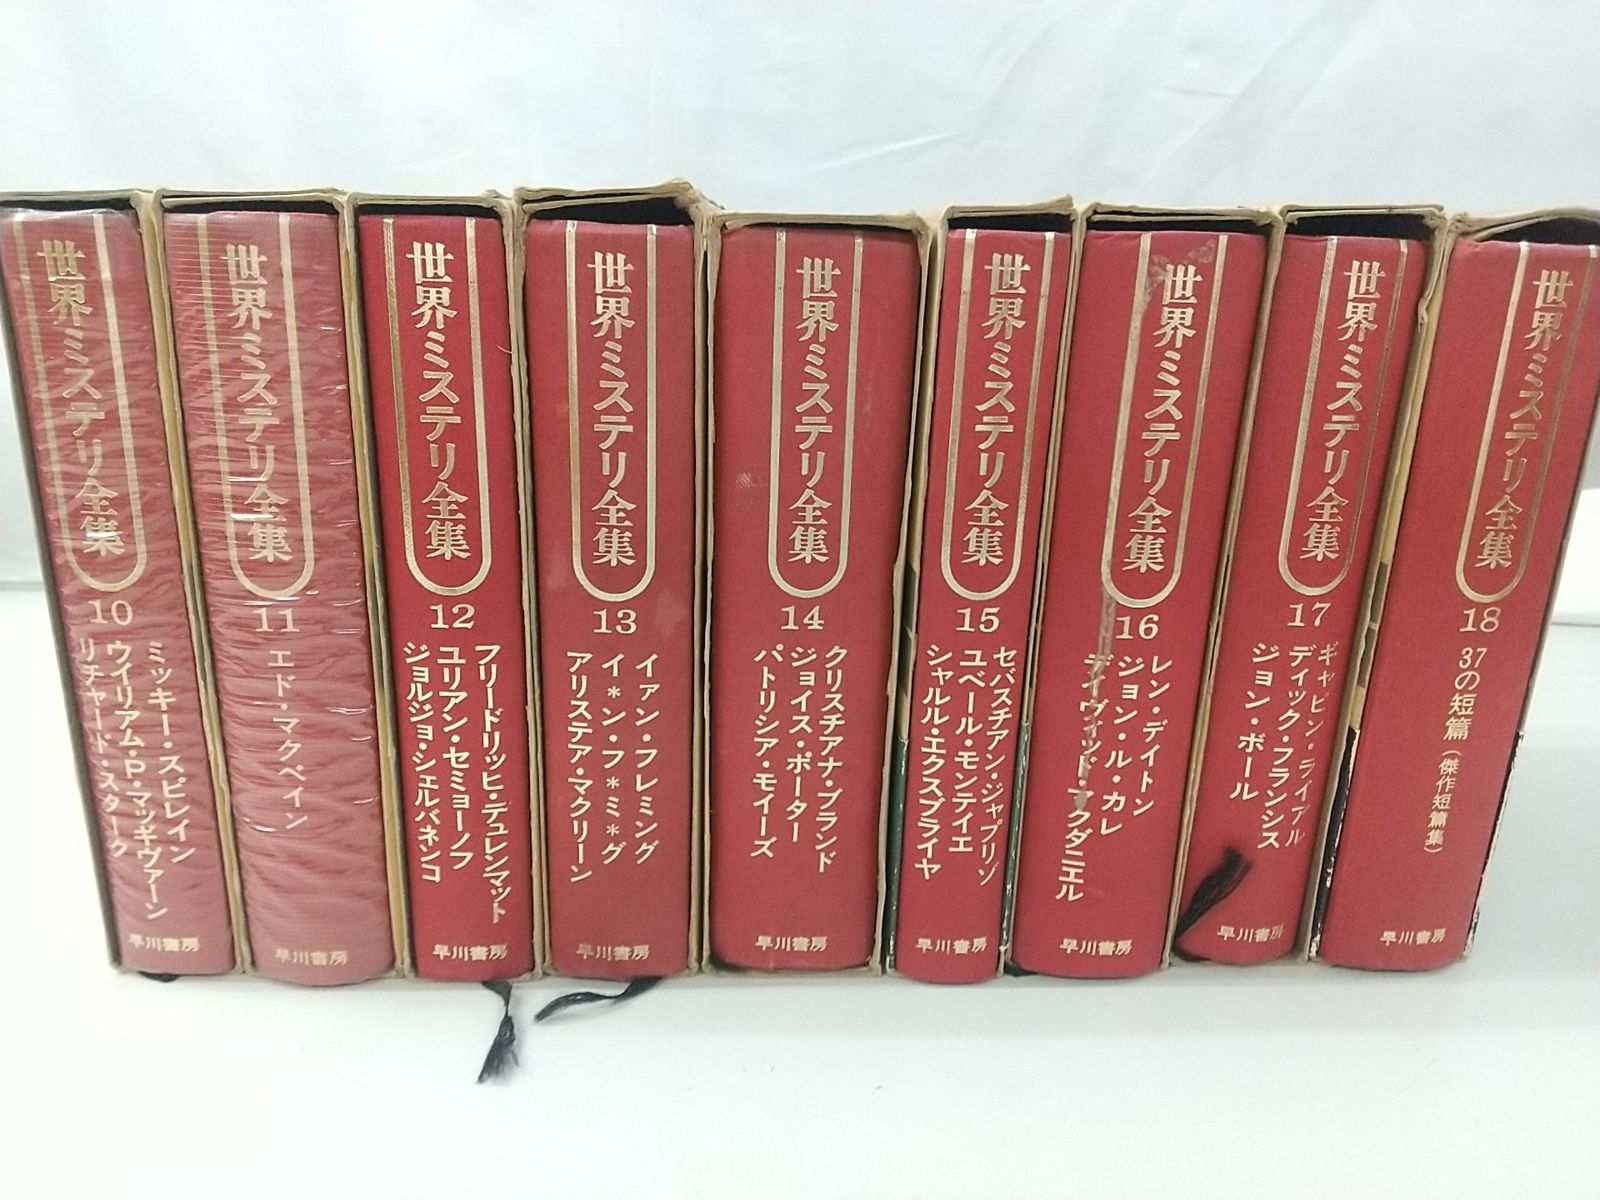 世界ミステリ全集
10
ミッキー・スピレイン
ウイリアム・P・マッギヴァーン
リチャード・スターク
早川書房
世界ミステリ全集
11
エド・マクベイン
早川書房
世界ミステリ全集
12
フリードリッヒ・デュレンマット
ユリアン・セミョーノフ
ジョルジョ・シェルバネンコ
早川書房
世界ミステリ全集
13
イアン・フレミング
イ*ン・フ*ミ*グ
アリステア・マクリーン
早川書房
世界ミステリ全集
14
クリスチアナ・ブランド
ジョイス・ポーター
パトリシア・モイーズ
早川書房
世界ミステリ全集
15
セバスチアン・ジャプリゾ
ユベール・モンテイエ
シャルル・エクスブライヤ
早川書房
世界ミステリ全集
16
レン・デイトン
ジョン・ル・カレ
デイヴィッド・マクダニエル
早川書房
世界ミステリ全集
17
ギャビン・ライアル
ディック・フランシス
ジョン・ボール
早川書房
世界ミステリ全集
18
37の短篇（傑作短篇集）
早川書房